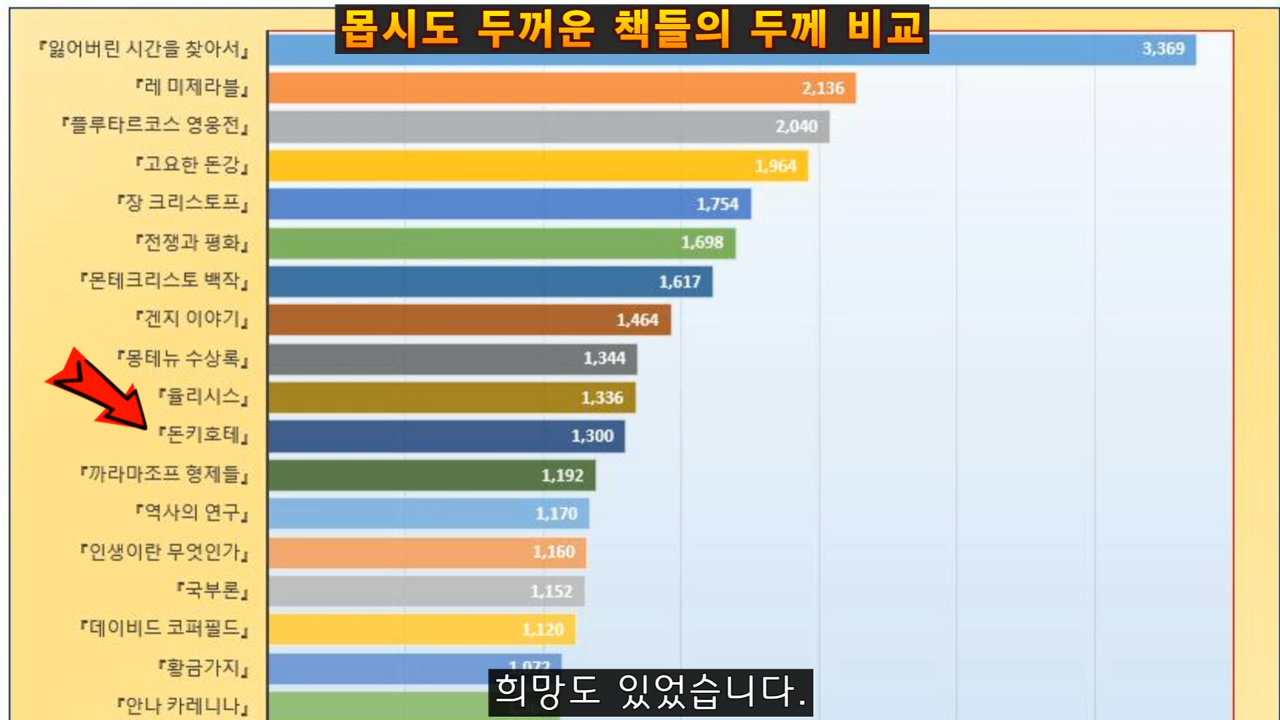 몹시도 두꺼운 책들의 두께 비교
『잃어버린 시간을 찾아서』 3,369
『레 미제라블』 2,136
『플루타르코스 영웅전』 2,040
『고요한 돈강』 1,964
『장 크리스토프』 1,754
『전쟁과 평화』 1,698
『몬테크리스토 백작』 1,617
『겐지 이야기』 1,464
『몽테뉴 수상록』 1,344
『율리시스』 1,336
『돈키호테』 1,300
『까라마조프 형제들』 1,192
『역사의 연구』 1,170
『인생이란 무엇인가』 1,160
『국부론』 1,152
『데이비드 코퍼필드』 1,120
『황금가지』 1,072
『안나 카레니나』
희망도 있었습니다.